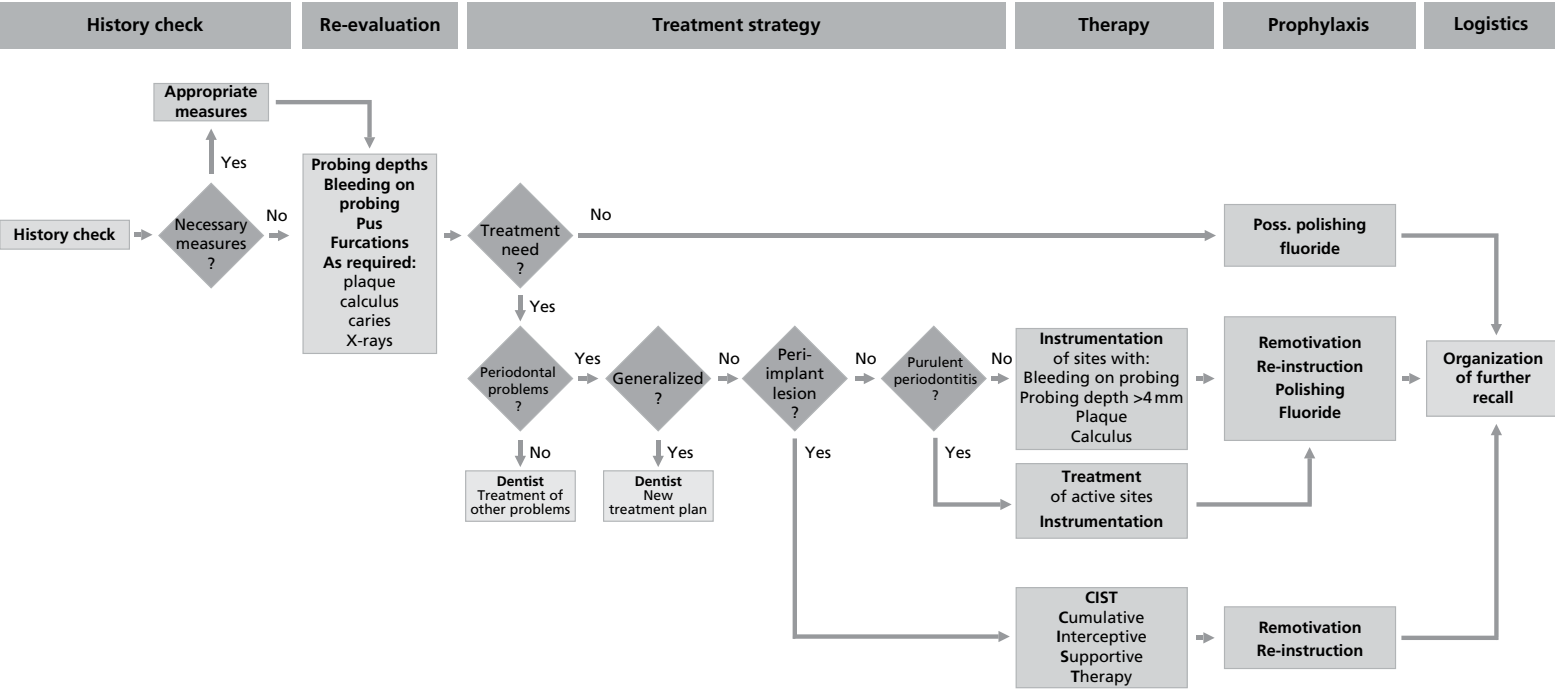 History check
Re-evaluation
Treatment strategy
Therapy
Prophylaxis
Logistics
Appropriate
measures
Yes
History check
Necessary
measures
?
No
Probing depths
Bleeding on
probing
Pus
Furcations
As required:
plaque
calculus
caries
X-rays
Treatment
need
?
No
Poss. polishing
fluoride
Yes
Periodontal
problems
?
Yes
Generalized
?
No
Peri-
implant
lesion
?
No
Purulent
periodontitis
?
No
Instrumentation
of sites with:
Bleeding on probing
Probing depth >4 mm
Plaque
Calculus
Remotivation
Re-instruction
Polishing
Fluoride
Organization
of further
recall
No
Dentist
Treatment of
other problems
Yes
Dentist
New
treatment plan
Yes
Yes
Treatment
of active sites
Instrumentation
CIST
Cumulative
Interceptive
Supportive
Therapy
Remotivation
Re-instruction